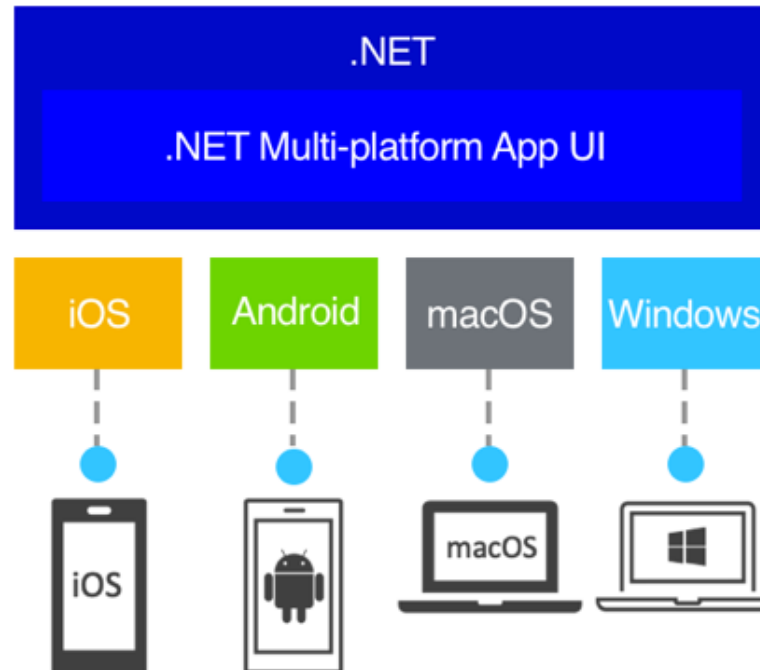 .NET
.NET Multi-platform App UI
iOS
Android
macOS
Windows
iOS
macOS